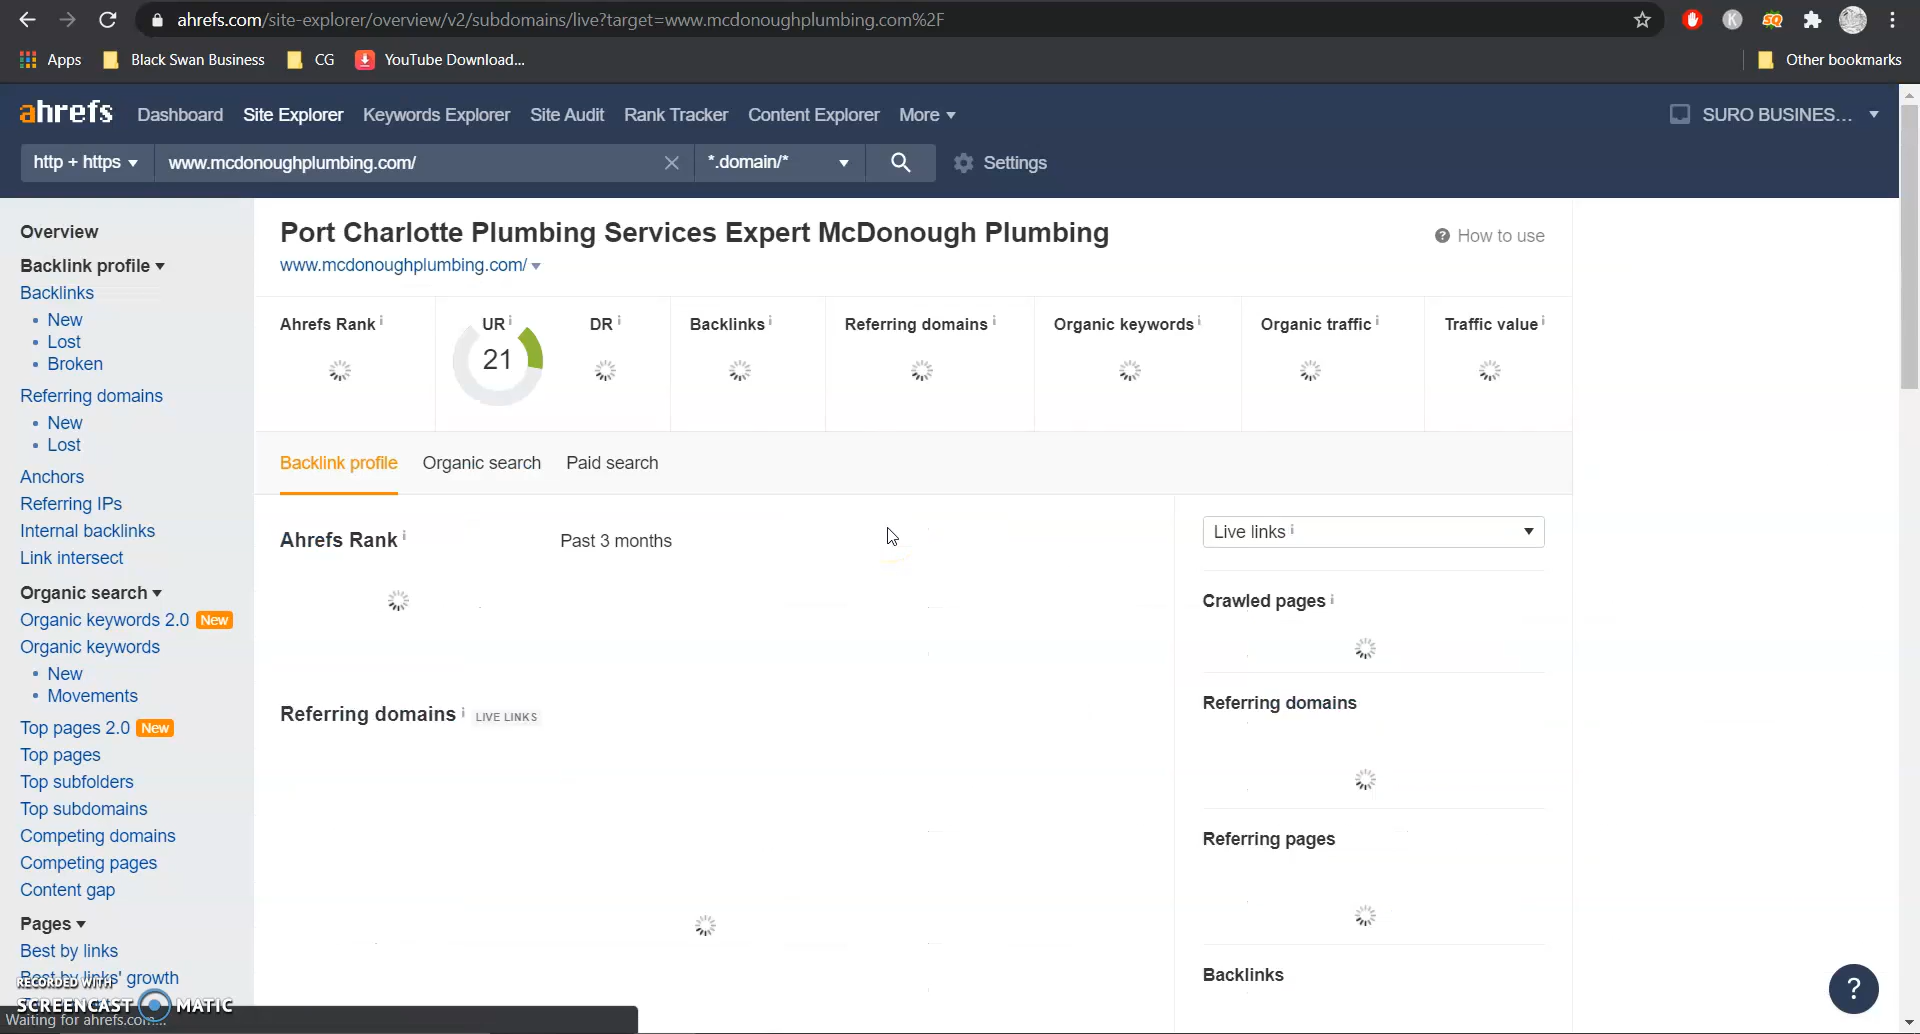 ahrefs.com/site-explorer/overview/v2/subdomains/live?target=www.mcdonoughplumbing.com%2F
K
SQ
Apps
Black Swan Business
CG
YouTube Download...
Other bookmarks
ahrefs
Dashboard
Site Explorer
Keywords Explorer
Site Audit
Rank Tracker
Content Explorer
More
SURO BUSINES...
http + https
www.mcdonoughplumbing.com/
*.domain/*
Settings
Overview
Backlink profile
Backlinks
New
Lost
Broken
Referring domains
New
Lost
Anchors
Referring IPs
Internal backlinks
Link intersect
Organic search
Organic keywords 2.0 New
Organic keywords
New
Movements
Top pages 2.0 New
Top pages
Top subfolders
Top subdomains
Competing domains
Competing pages
Content gap
Pages
Best by links
Best by links' growth
RECORDED WITH
SCREENCAST MATIC
Waiting for ahrefs.com...
Port Charlotte Plumbing Services Expert McDonough Plumbing
www.mcdonoughplumbing.com/
? How to use
Ahrefs Rank i
UR i
21
DR i
Backlinks i
Referring domains i
Organic keywords i
Organic traffic i
Traffic value i
Backlink profile
Organic search
Paid search
Ahrefs Rank i
Past 3 months
Referring domains i LIVE LINKS
Live links i
Crawled pages i
Referring domains
Referring pages
Backlinks
?